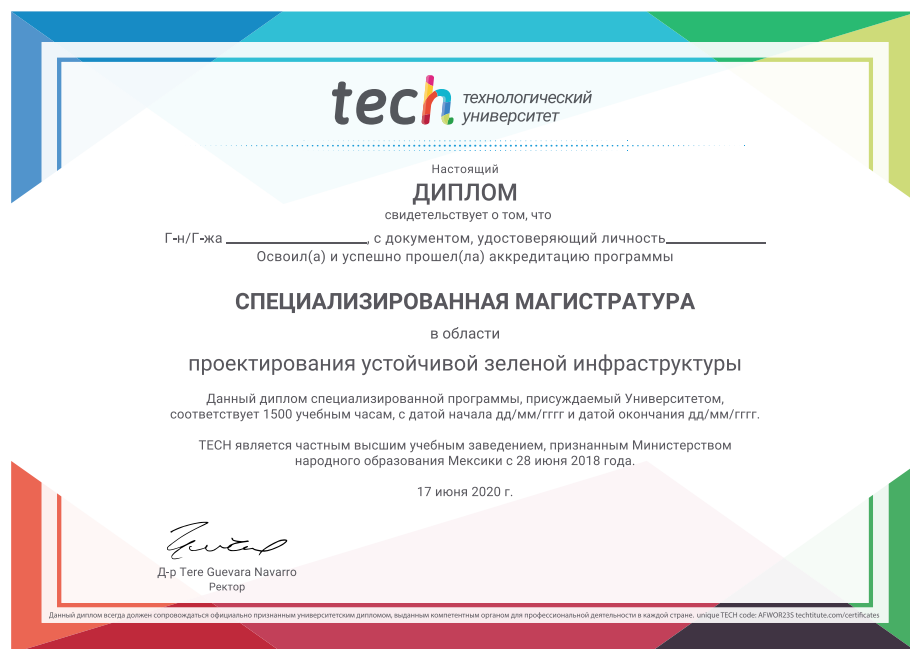 tech технологический
университет
Настоящий
ДИПЛОМ
свидетельствует о том, что
Г-н/Г-жа ____________________, с документом, удостоверяющий личность______________
Освоил(а) и успешно прошел(ла) аккредитацию программы
СПЕЦИАЛИЗИРОВАННАЯ МАГИСТРАТУРА
в области
проектирования устойчивой зеленой инфраструктуры
Данный диплом специализированной программы, присуждаемый Университетом,
соответствует 1500 учебным часам, с датой начала дд/мм/гггг и датой окончания дд/мм/гггг.
TECH является частным высшим учебным заведением, признанным Министерством
народного образования Мексики с 28 июня 2018 года.
17 июня 2020 г.
Д-р Tere Guevara Navarro
Ректор
Данный диплом всегда должен сопровождаться официально признанным университетским дипломом, выданным компетентным органом для профессиональной деятельности в каждой стране. unique TECH code: AFWOR23S techtitute.com/certificates